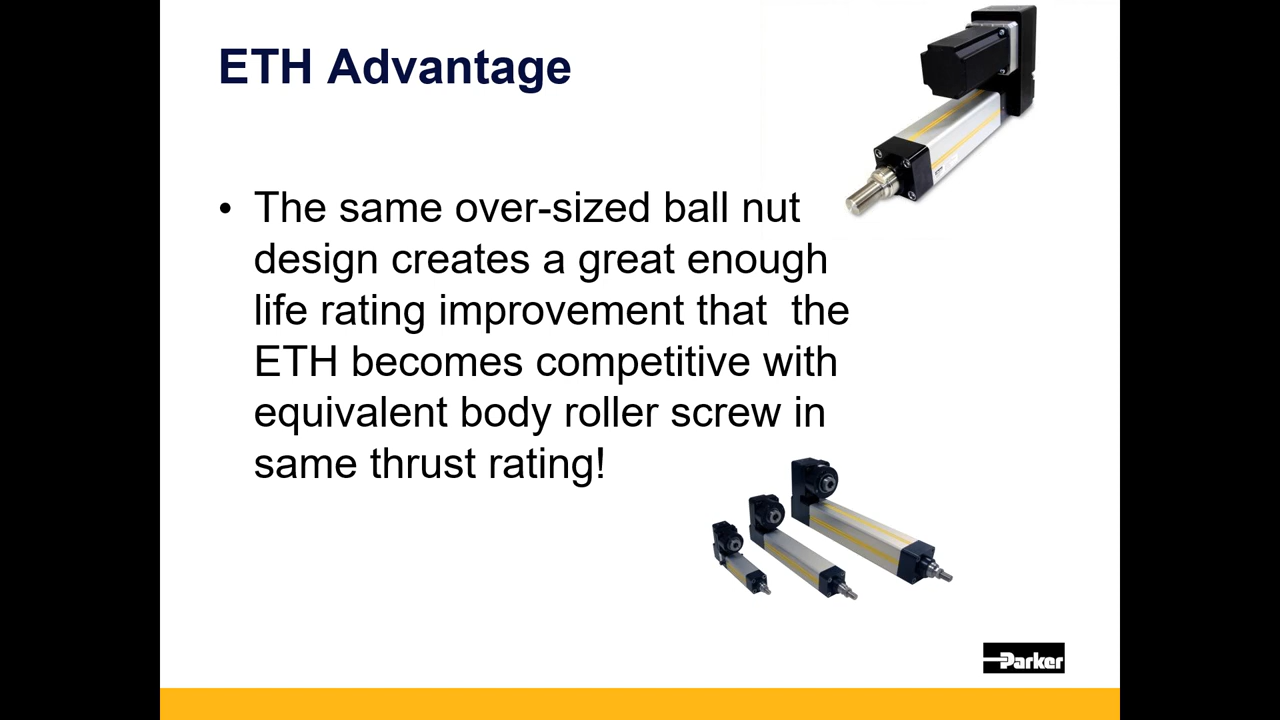 ETH Advantage
• The same over-sized ball nut
design creates a great enough
life rating improvement that  the
ETH becomes competitive with
equivalent body roller screw in
same thrust rating!
Parker